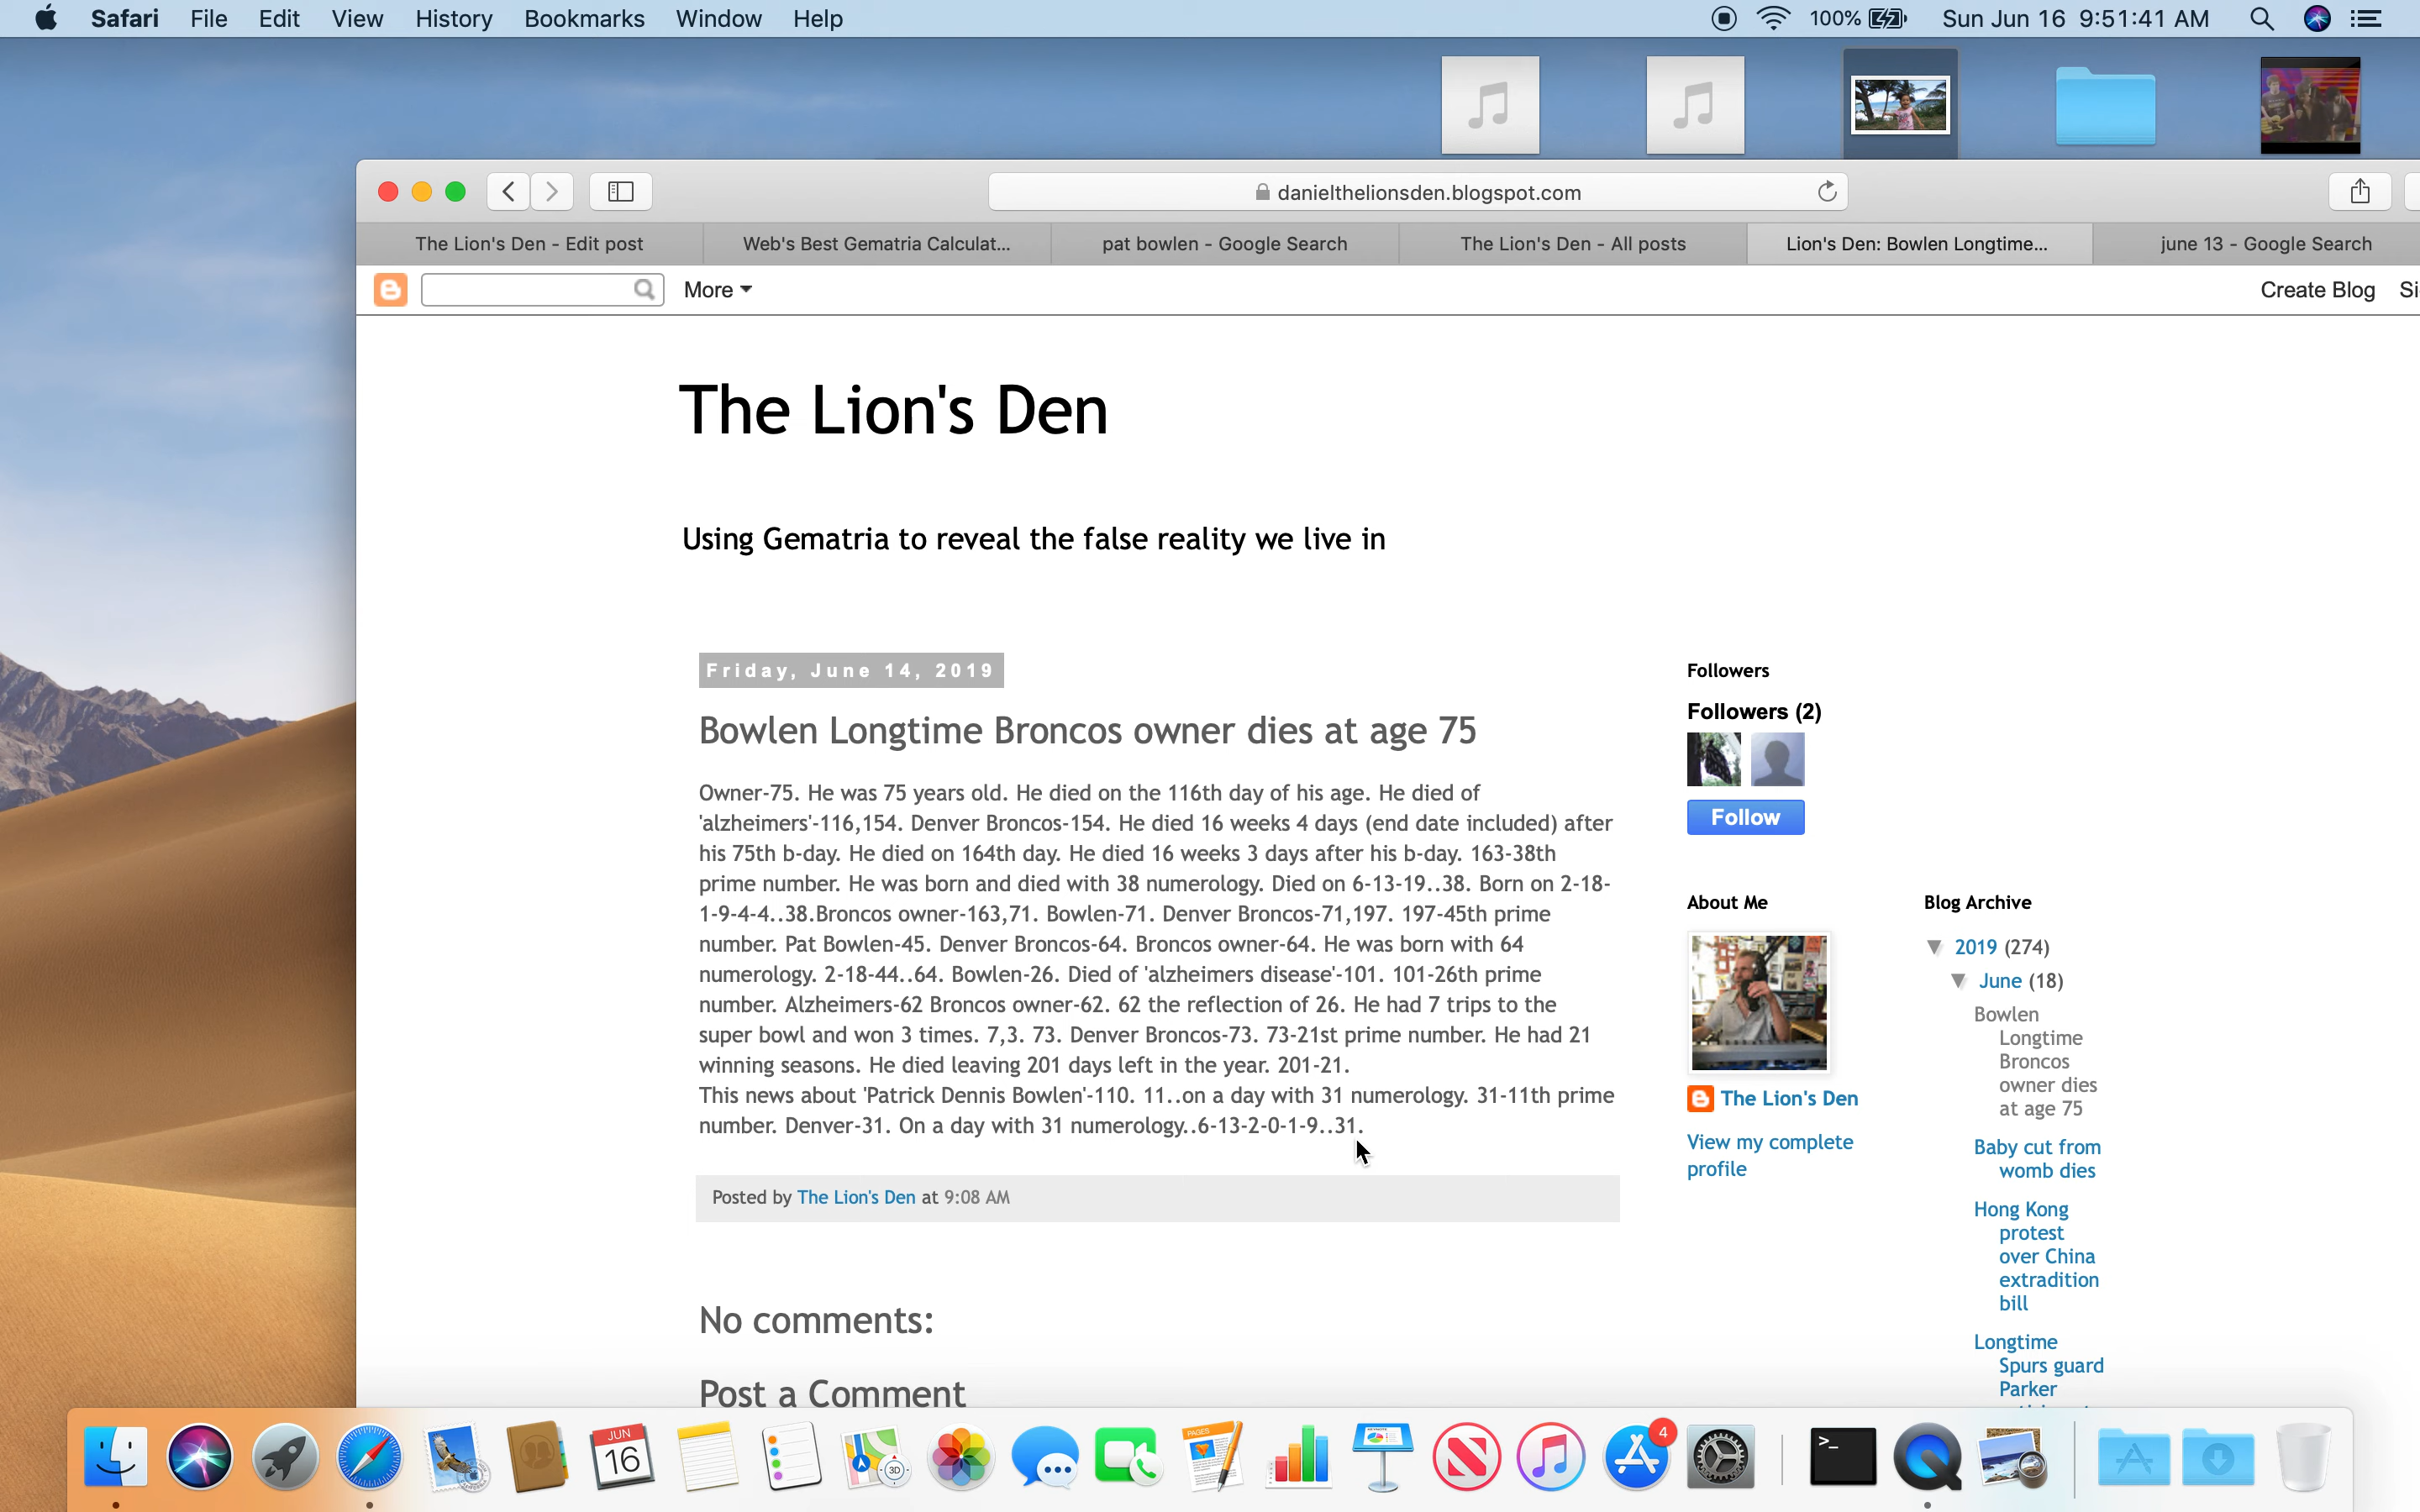 Safari File Edit View History Bookmarks Window Help 100% Sun Jun 16 9:51:41 AM
danielthelionsden.blogspot.com
The Lion's Den - Edit post Web's Best Gematria Calculat... pat bowlen - Google Search The Lion's Den - All posts Lion's Den: Bowlen Longtime... june 13 - Google Search
More Create Blog Si
The Lion's Den
Using Gematria to reveal the false reality we live in
Friday, June 14, 2019
Bowlen Longtime Broncos owner dies at age 75
Owner-75. He was 75 years old. He died on the 116th day of his age. He died of
'alzheimers'-116,154. Denver Broncos-154. He died 16 weeks 4 days (end date included) after
his 75th b-day. He died on 164th day. He died 16 weeks 3 days after his b-day. 163-38th
prime number. He was born and died with 38 numerology. Died on 6-13-19..38. Born on 2-18-
1-9-4-4..38.Broncos owner-163,71. Bowlen-71. Denver Broncos-71,197. 197-45th prime
number. Pat Bowlen-45. Denver Broncos-64. Broncos owner-64. He was born with 64
numerology. 2-18-44..64. Bowlen-26. Died of 'alzheimers disease'-101. 101-26th prime
number. Alzheimers-62 Broncos owner-62. 62 the reflection of 26. He had 7 trips to the
super bowl and won 3 times. 7,3. 73. Denver Broncos-73. 73-21st prime number. He had 21
winning seasons. He died leaving 201 days left in the year. 201-21.
This news about 'Patrick Dennis Bowlen'-110. 11..on a day with 31 numerology. 31-11th prime
number. Denver-31. On a day with 31 numerology..6-13-2-0-1-9..31.
Posted by The Lion's Den at 9:08 AM
No comments:
Post a Comment
Followers
Followers (2)
Follow
About Me
The Lion's Den
View my complete
profile
Blog Archive
▼ 2019 (274)
▼ June (18)
Bowlen
Longtime
Broncos
owner dies
at age 75
Baby cut from
womb dies
Hong Kong
protest
over China
extradition
bill
Longtime
Spurs guard
Parker
JUN
16
PAGES
3D
4
>_